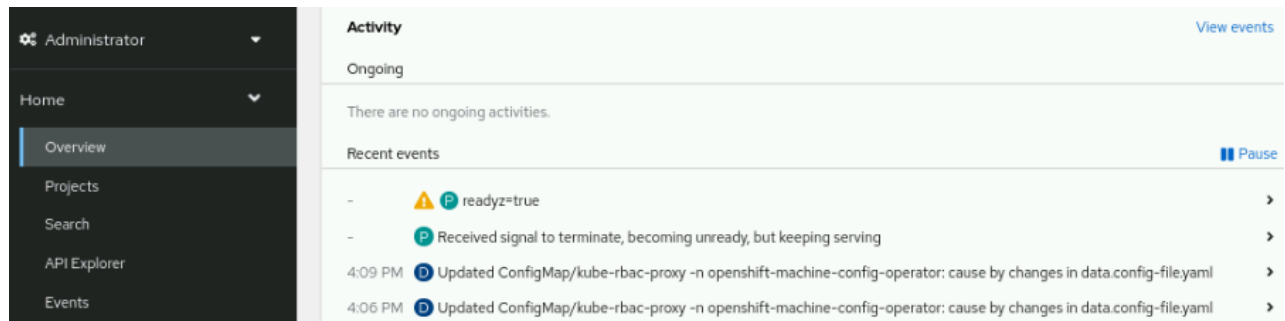 Administrator
Home
Overview
Projects
Search
API Explorer
Events
Activity
View events
Ongoing
There are no ongoing activities.
Recent events
Pause
- P readyz=true
- P Received signal to terminate, becoming unready, but keeping serving
4:09 PM D Updated ConfigMap/kube-rbac-proxy -n openshift-machine-config-operator: cause by changes in data.config-file.yaml
4:06 PM D Updated ConfigMap/kube-rbac-proxy -n openshift-machine-config-operator: cause by changes in data.config-file.yaml